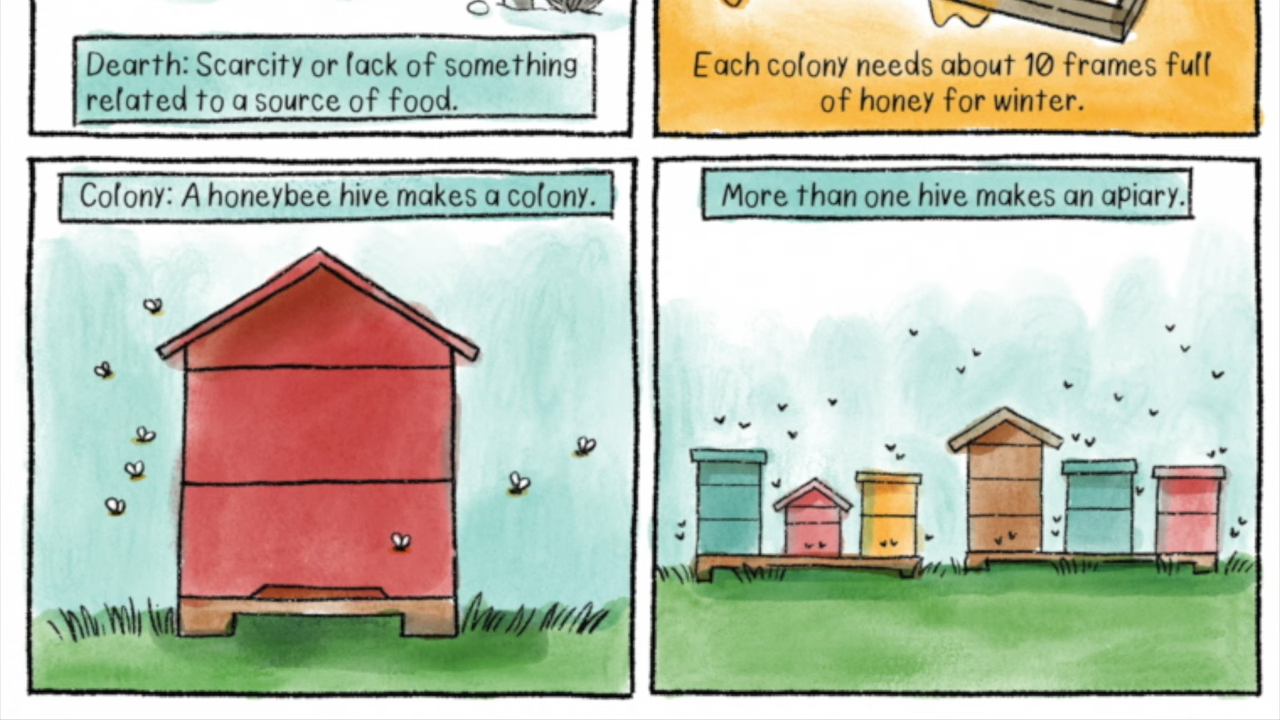 Dearth: Scarcity or lack of something
related to a source of food.
Each colony needs about 10 frames full
of honey for winter.
Colony: A honeybee hive makes a colony.
More than one hive makes an apiary.